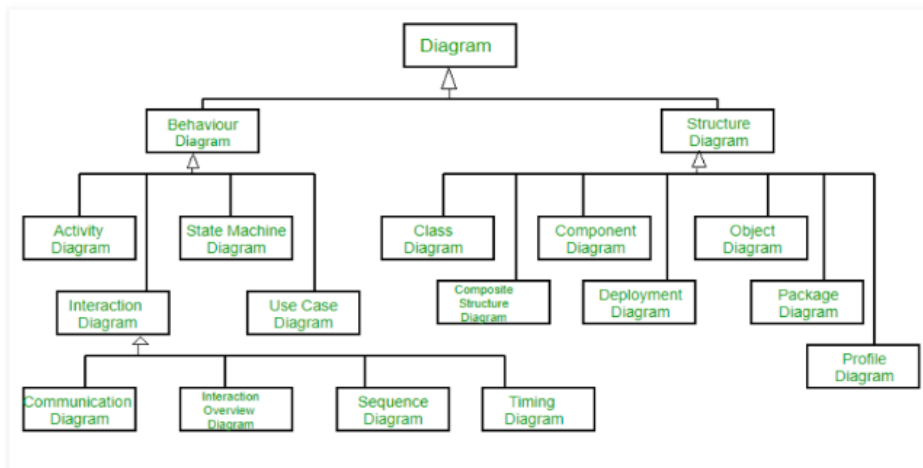 Diagram
Behaviour
Diagram
Structure
Diagram
Activity
Diagram
State Machine
Diagram
Class
Diagram
Component
Diagram
Object
Diagram
Interaction
Diagram
Use Case
Diagram
Composite
Structure
Diagram
Deployment
Diagram
Package
Diagram
Profile
Diagram
Communication
Diagram
Interaction
Overview
Diagram
Sequence
Diagram
Timing
Diagram